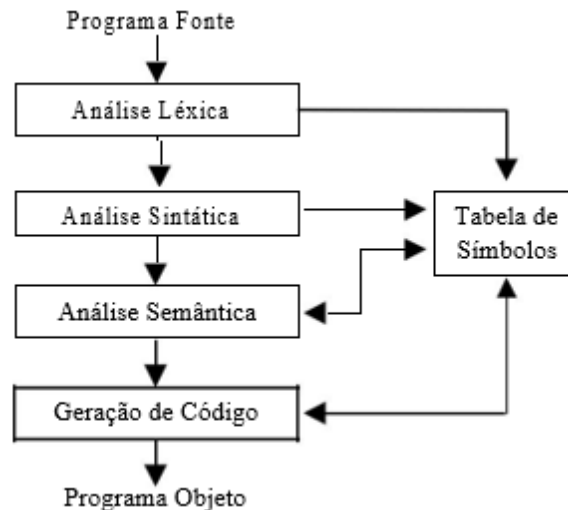 Programa Fonte
Análise Léxica
Análise Sintática
Tabela de
Símbolos
Análise Semântica
Geração de Código
Programa Objeto